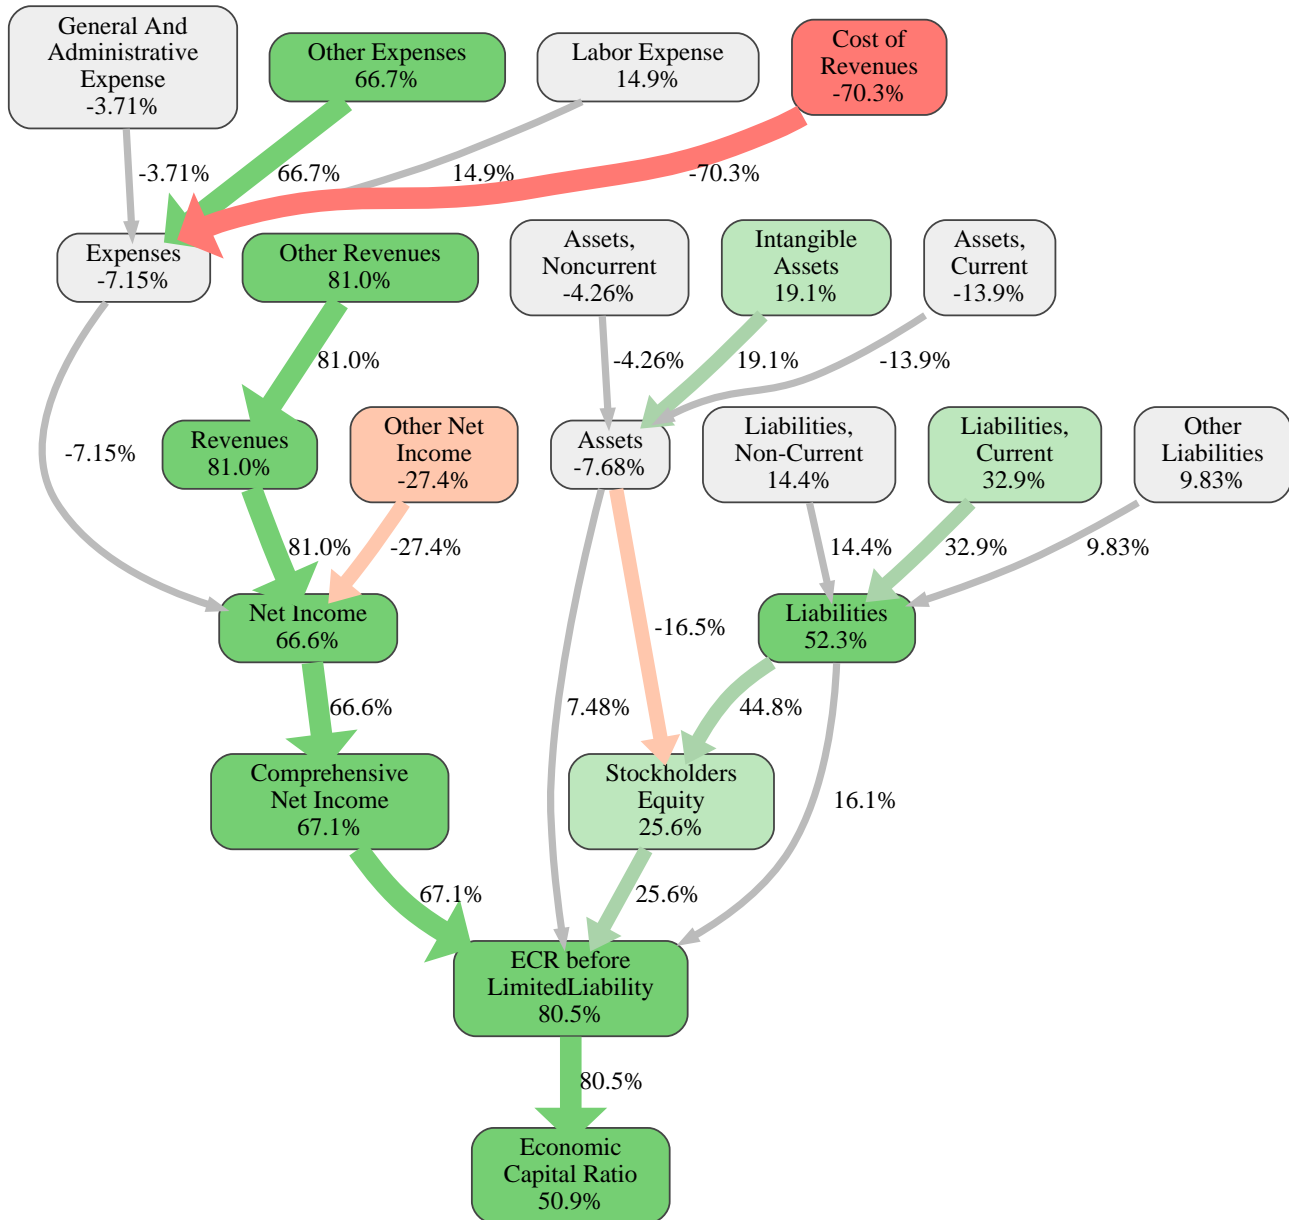 General And
Administrative
Expense
-3.71%
Other Expenses
66.7%
Labor Expense
14.9%
Cost of
Revenues
-70.3%
-3.71%
66.7%
14.9%
-70.3%
Expenses
-7.15%
Other Revenues
81.0%
Assets,
Noncurrent
-4.26%
Intangible
Assets
19.1%
Assets,
Current
-13.9%
81.0%
-4.26%
19.1%
-13.9%
-7.15%
Revenues
81.0%
Other Net
Income
-27.4%
Assets
-7.68%
Liabilities,
Non-Current
14.4%
Liabilities,
Current
32.9%
Other
Liabilities
9.83%
81.0%
-27.4%
14.4%
32.9%
9.83%
Net Income
66.6%
-16.5%
Liabilities
52.3%
66.6%
7.48%
44.8%
16.1%
Comprehensive
Net Income
67.1%
Stockholders
Equity
25.6%
67.1%
25.6%
ECR before
LimitedLiability
80.5%
80.5%
Economic
Capital Ratio
50.9%